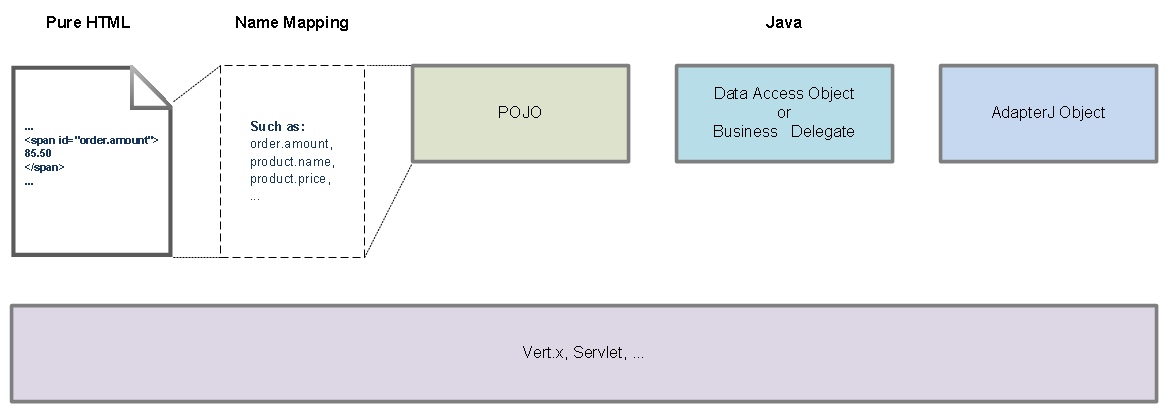 Pure HTML
Name Mapping
Java
...
<span id="order.amount">
85.50
</span>
...
Such as:
order.amount,
product.name,
product.price,
...
POJO
Data Access Object
or
Business Delegate
AdapterJ Object
Vert.x, Servlet, ...